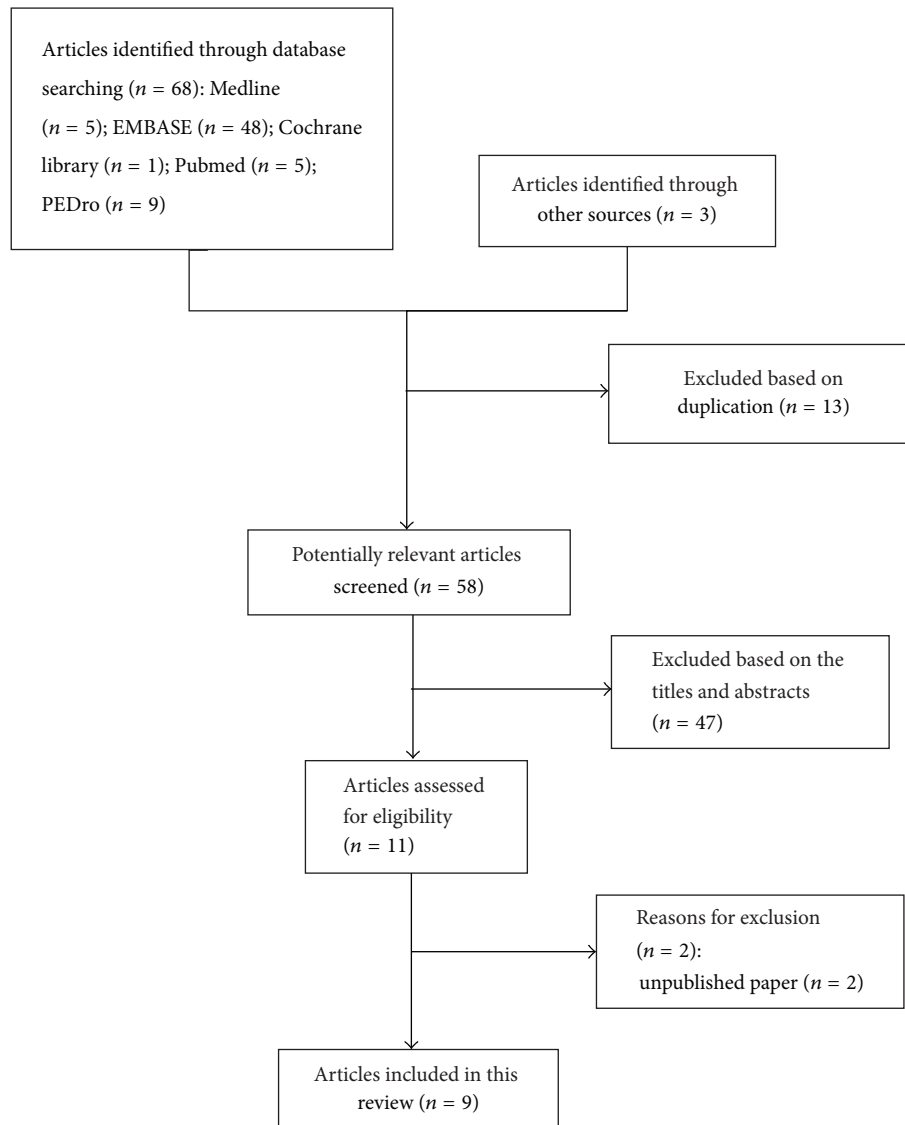 Articles identified through database
searching (n = 68): Medline
(n = 5); EMBASE (n = 48); Cochrane
library (n = 1); Pubmed (n = 5);
PEDro (n = 9)
Articles identified through
other sources (n = 3)
Excluded based on
duplication (n = 13)
Potentially relevant articles
screened (n = 58)
Excluded based on the
titles and abstracts
(n = 47)
Articles assessed
for eligibility
(n = 11)
Reasons for exclusion
(n = 2):
unpublished paper (n = 2)
Articles included in this
review (n = 9)